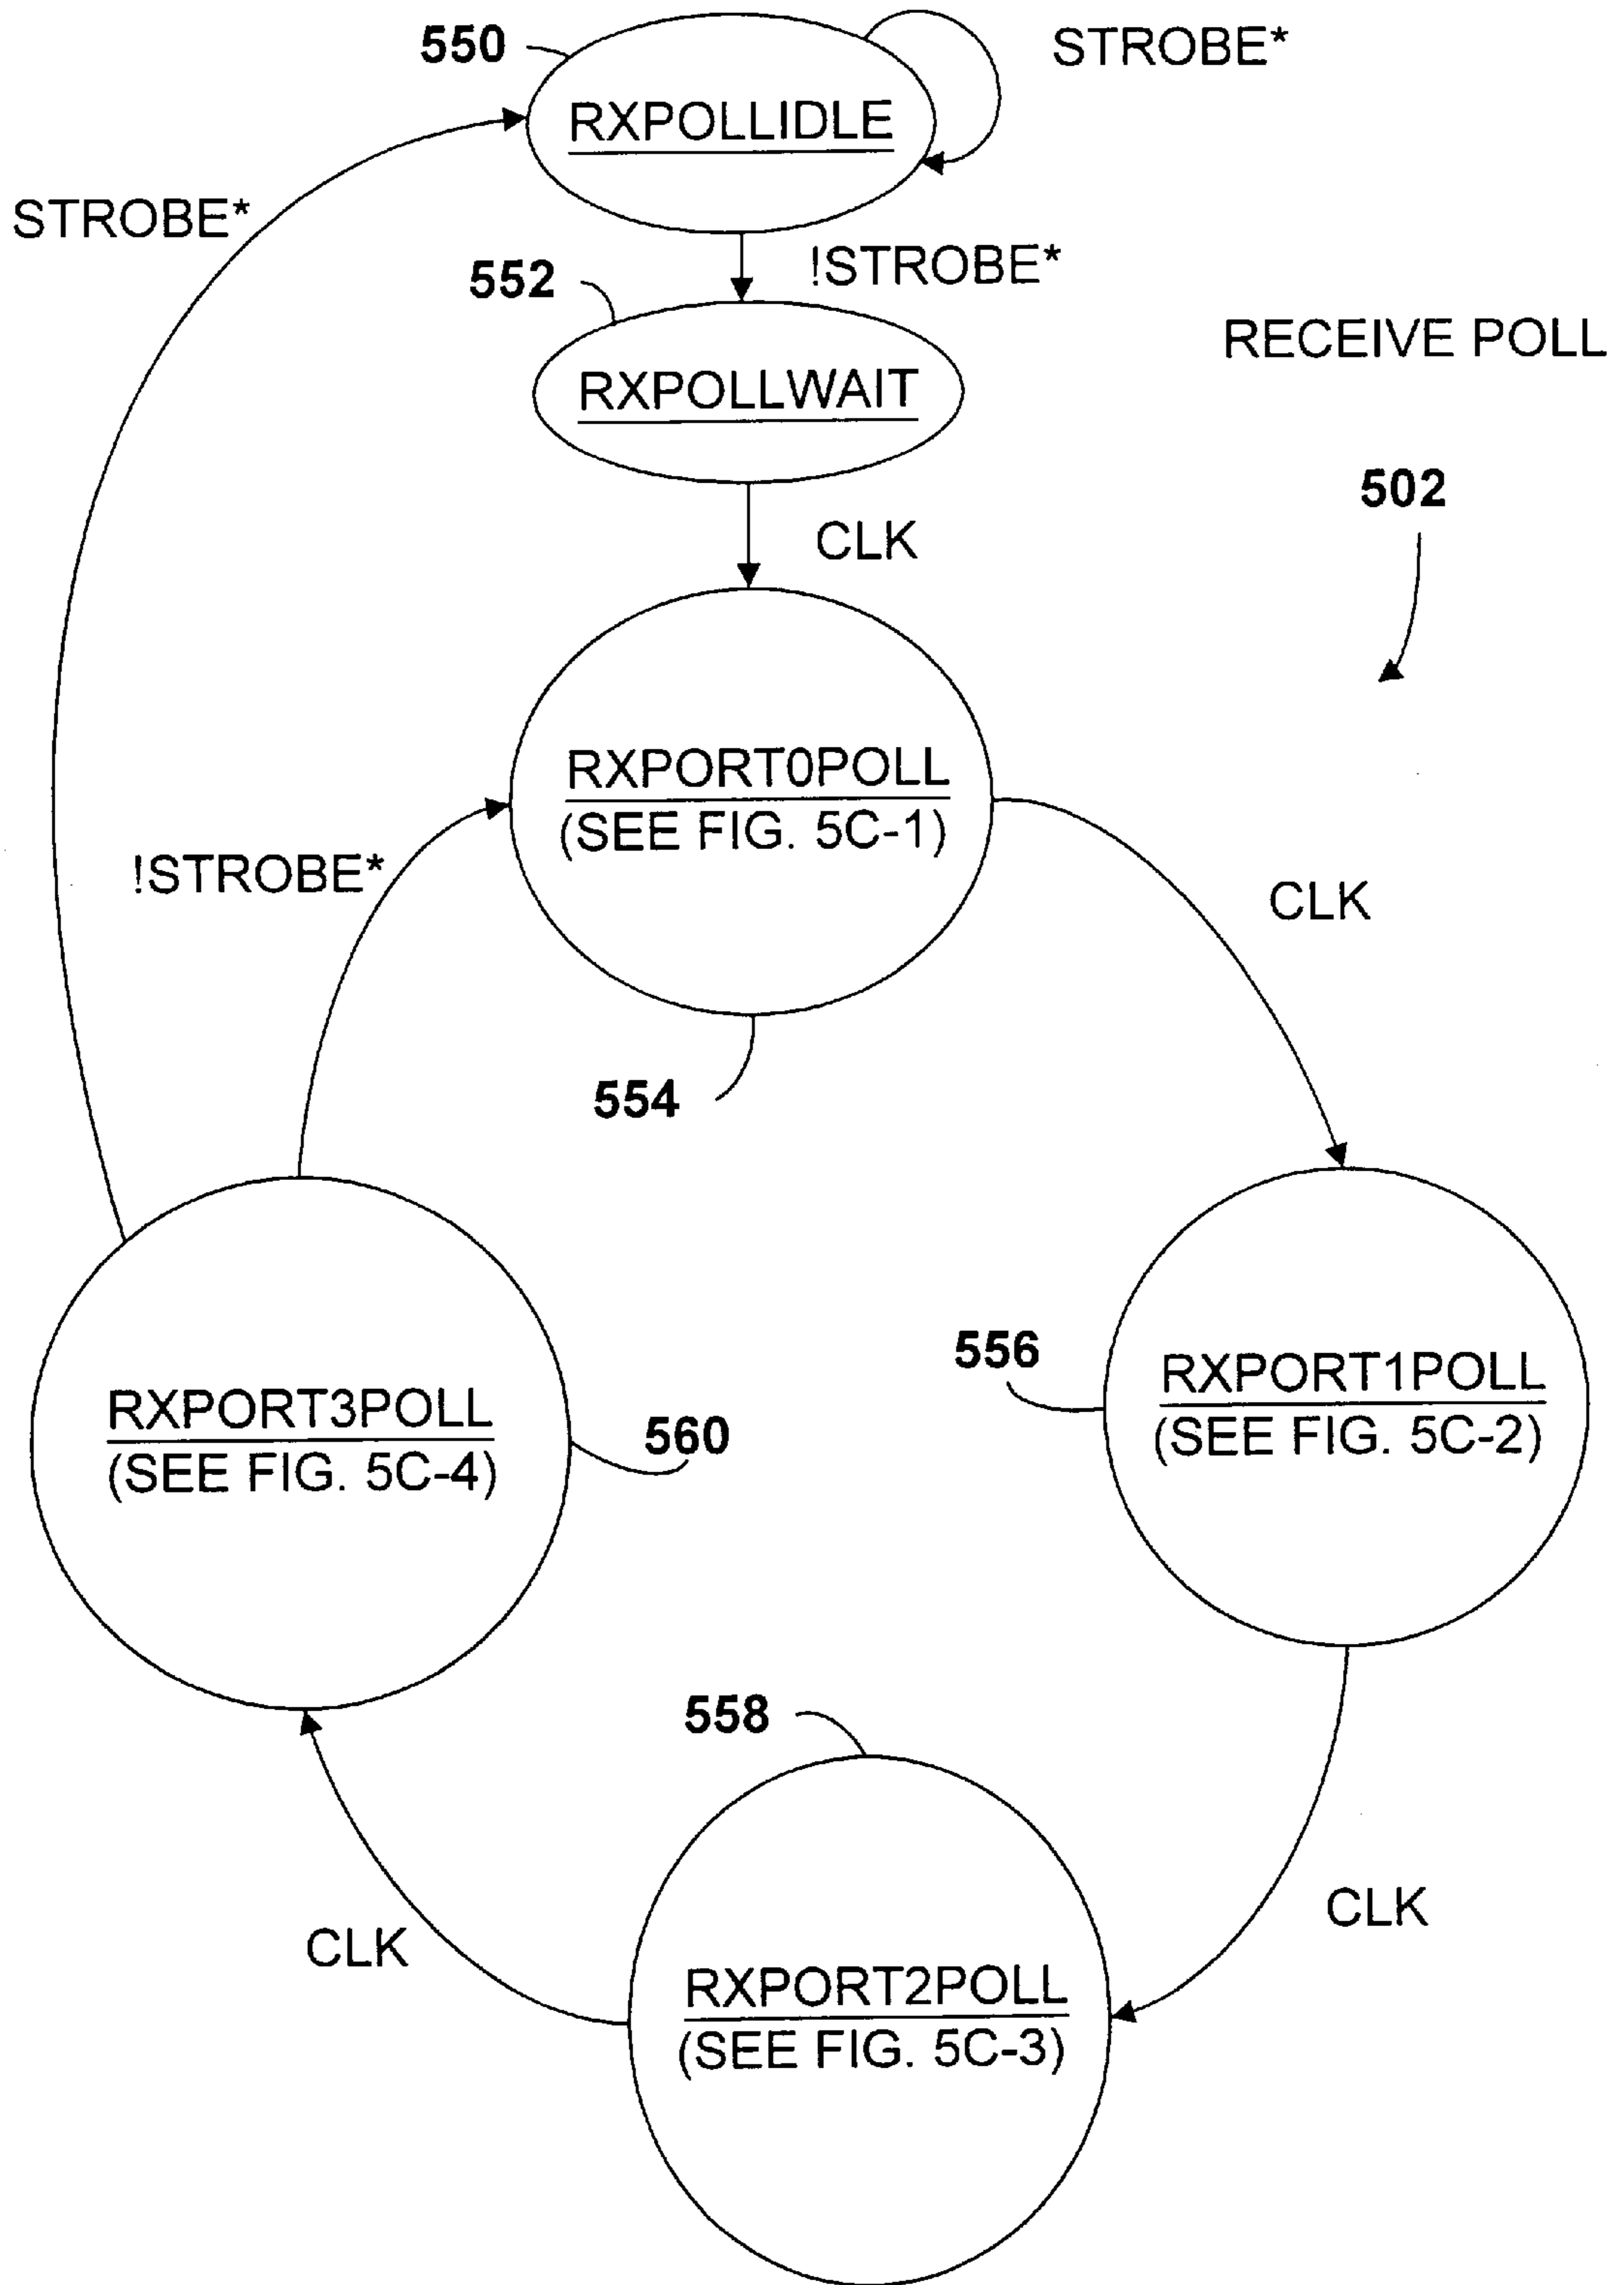 550
STROBE*
RXPOLLIDLE
STROBE*
!STROBE*
552
RXPOLLWAIT
RECEIVE POLL
502
CLK
RXPORT0POLL
(SEE FIG. 5C-1)
!STROBE*
CLK
554
556
RXPORT1POLL
(SEE FIG. 5C-2)
RXPORT3POLL
(SEE FIG. 5C-4)
560
558
CLK
CLK
RXPORT2POLL
(SEE FIG. 5C-3)